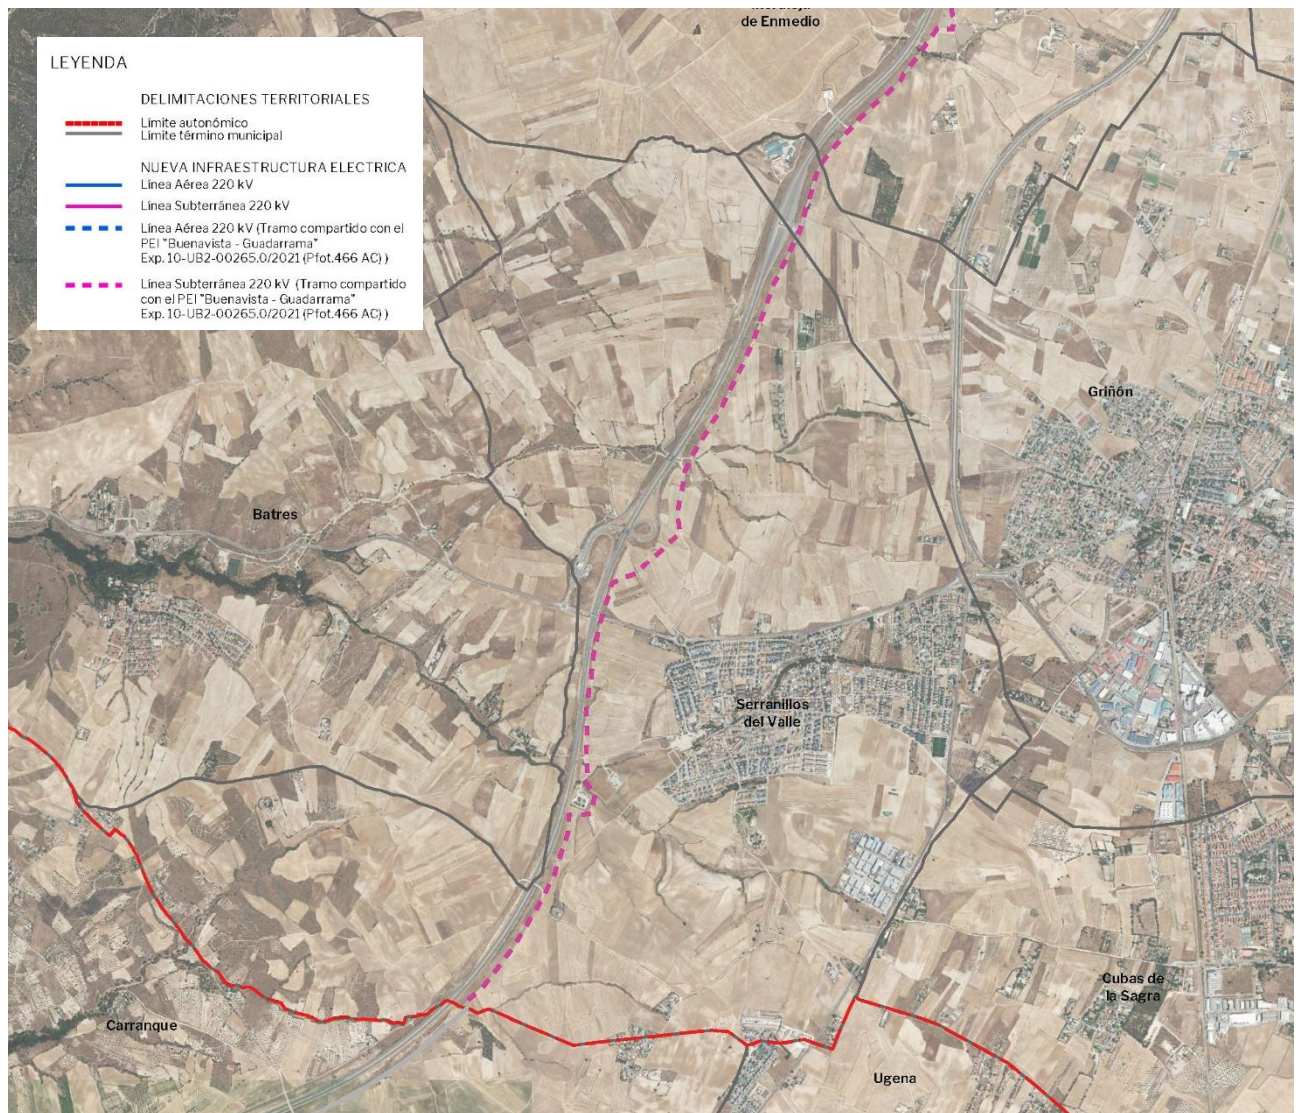 de Enmedio
LEYENDA
DELIMITACIONES TERRITORIALES
Límite autonómico
Límite término municipal
NUEVA INFRAESTRUCTURA ELECTRICA
Línea Aérea 220 kV
Línea Subterránea 220 kV
Línea Aérea 220 kV (Tramo compartido con el
PEI "Buenavista - Guadarrama"
Exp. 10-UB2-00265.0/2021 (Pfot.466 AC) )
Línea Subterránea 220 kV (Tramo compartido
con el PEI "Buenavista - Guadarrama"
Exp. 10-UB2-00265.0/2021 (Pfot.466 AC) )
Griñón
Batres
Serranillos
del Valle
Cubas de
la Sagra
Carranque
Ugena